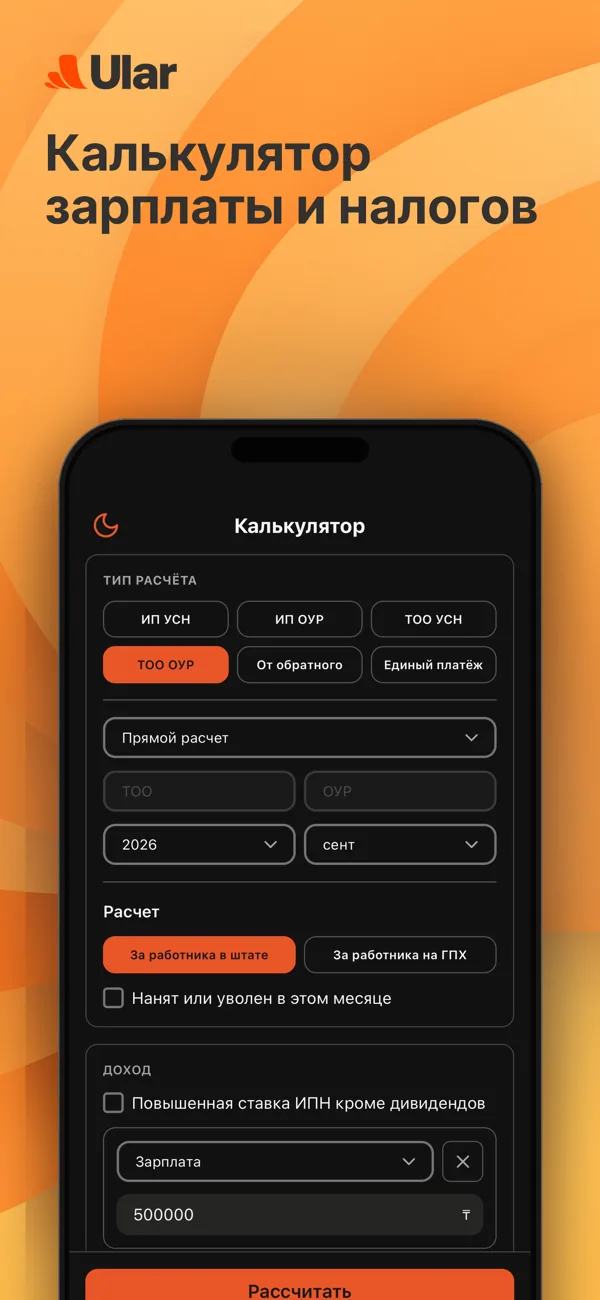 Ular
Калькулятор
зарплаты и налогов
Калькулятор
ТИП РАСЧЁТА
ИП УСН
ИП ОУР
ТОО УСН
ТОО ОУР
От обратного
Единый платёж
Прямой расчет
ТОО
ОУР
2026
сент
Расчет
За работника в штате
За работника на ГПХ
Нанят или уволен в этом месяце
ДОХОД
Повышенная ставка ИПН кроме дивидендов
Зарплата
500000 ₸
Рассчитать